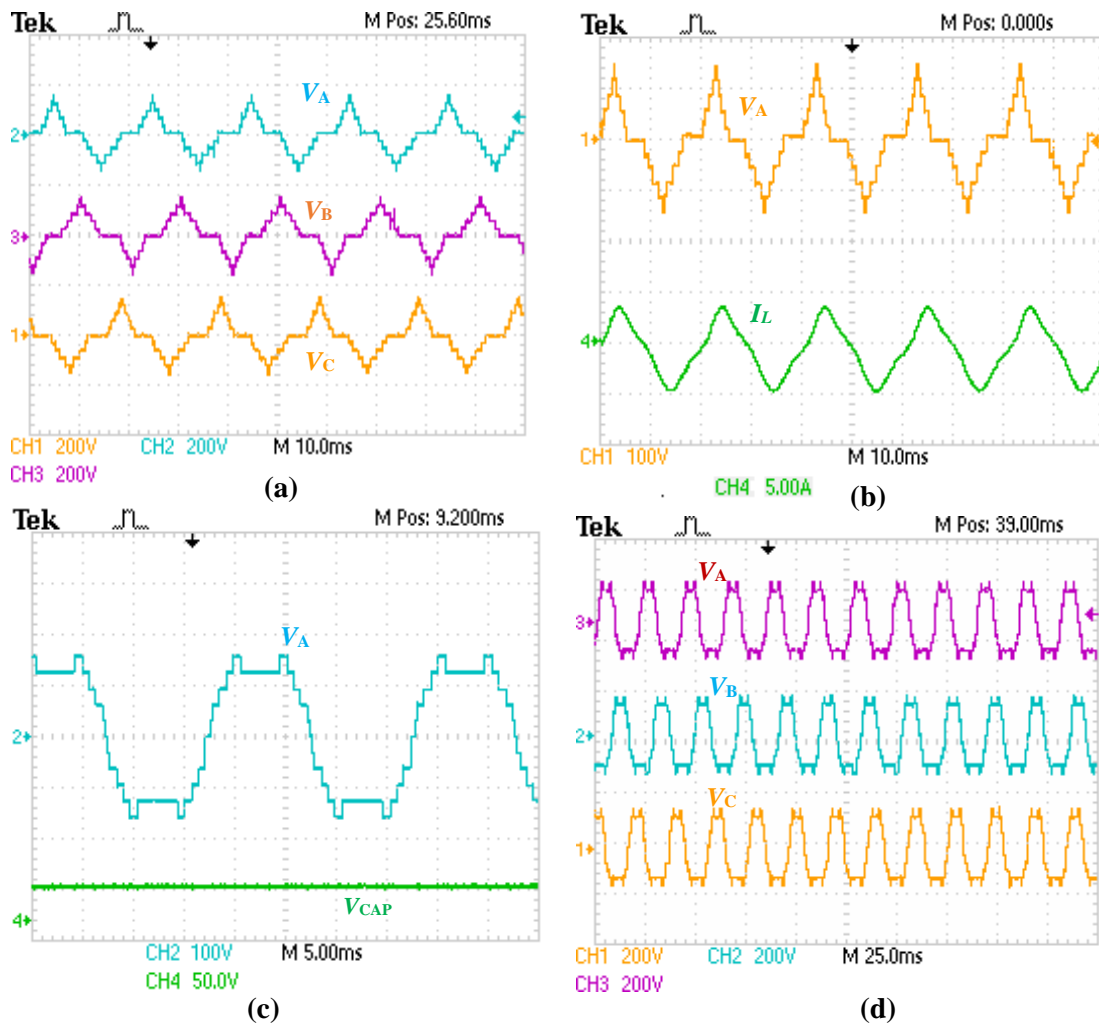 Tek M Pos: 25.60ms
VA
2
VB
3
1
VC
CH1 200V CH2 200V M 10.0ms
CH3 200V
(a)
Tek M Pos: 0.000s
VA
1
IL
4
CH1 100V M 10.0ms
CH4 5.00A
(b)
Tek M Pos: 9.200ms
VA
2
VCAP
4
CH2 100V M 5.00ms
CH4 50.0V
(c)
Tek M Pos: 39.00ms
VA
3
VB
2
VC
1
CH1 200V CH2 200V M 25.0ms
CH3 200V
(d)